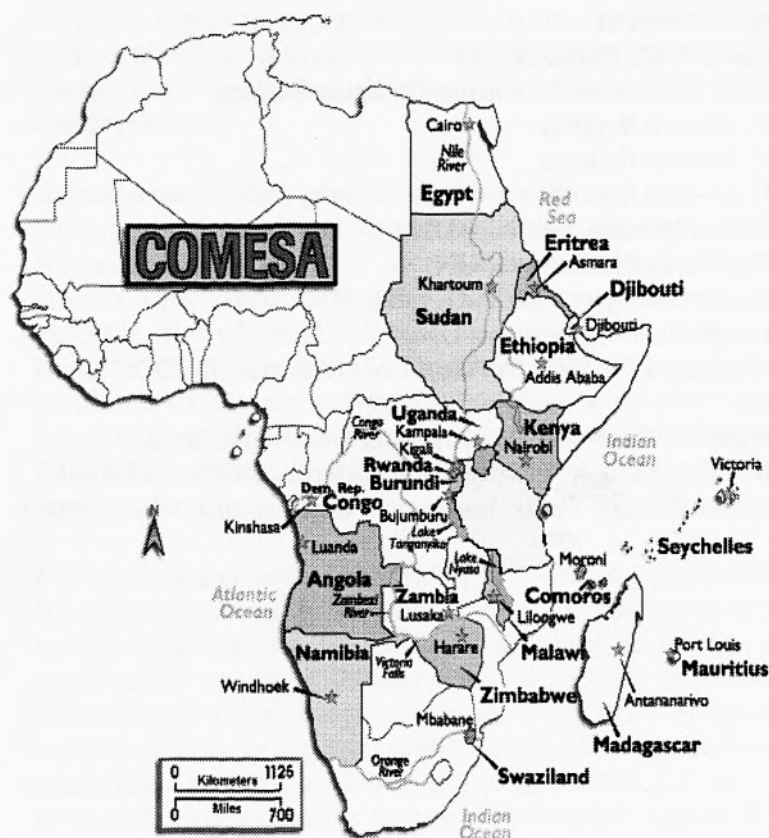 Cairo
Nile
River
Egypt
Red
Sea
COMESA
Eritrea
Asmara
Khartoum
Djibouti
Sudan
Djibouti
Ethiopia
Addis Ababa
Uganda
Congo
River
Kampala
Kenya
Kigali
Nairobi
Indian
Ocean
Rwanda
Burundi
Victoria
Dem. Rep.
Congo
Bujumburu
Kinshasa
Lake
Tanganyika
Seychelles
Luanda
Lake
Nyasa
Moroni
Angola
Atlantic
Ocean
Zambezi
River
Zambia
Comoros
Lusaka
Liloogwe
Namibia
Harare
Malawi
Port Louis
Victoria
Falls
Mauritius
Windhoek
Zimbabwe
Antananarivo
Mbabane
Madagascar
0 1125
Kilometers
Orange
River
Swaziland
0 Miles 700
Indian
Ocean